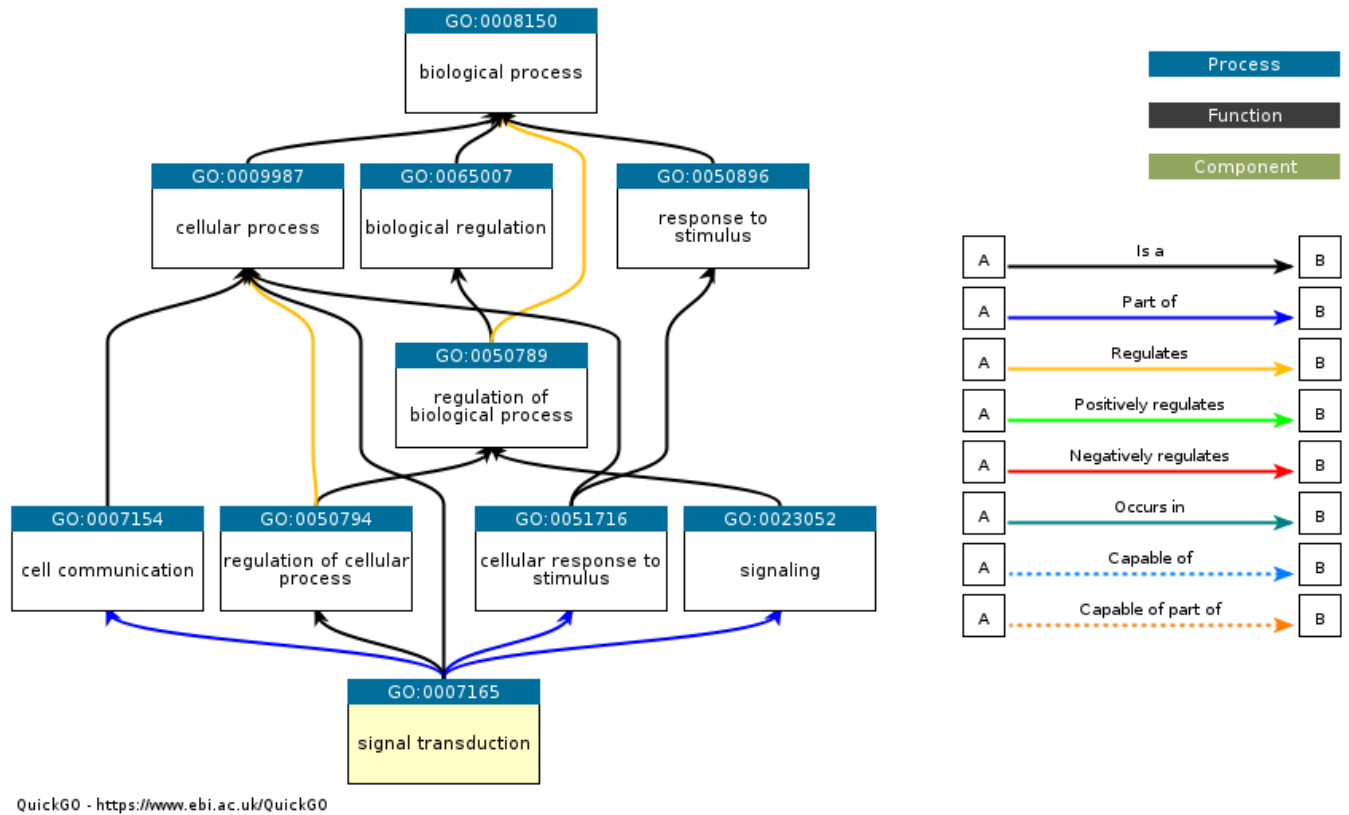 GO:0008150
biological process
Process
Function
Component
GO:0009987
cellular process
GO:0065007
biological regulation
GO:0050896
response to
stimulus
A
Is a
B
A
Part of
B
A
Regulates
B
A
Positively regulates
B
A
Negatively regulates
B
A
Occurs in
B
A
Capable of
B
A
Capable of part of
B
GO:0050789
regulation of
biological process
GO:0007154
cell communication
GO:0050794
regulation of cellular
process
GO:0051716
cellular response to
stimulus
GO:0023052
signaling
GO:0007165
signal transduction
QuickGO - https://www.ebi.ac.uk/QuickGO